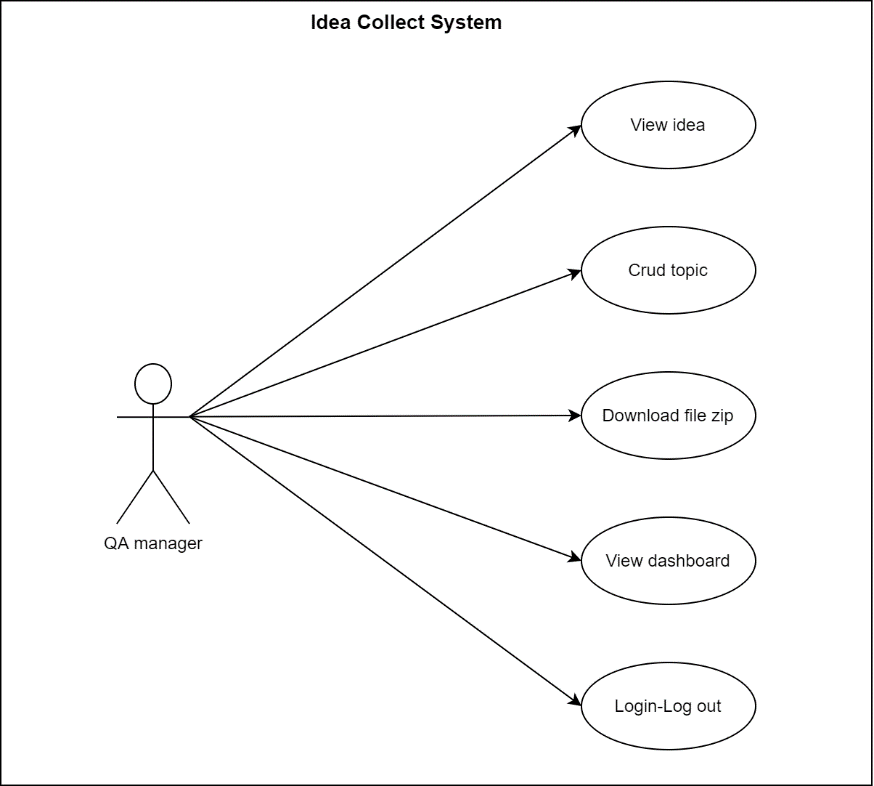 Idea Collect System
View idea
Crud topic
Download file zip
QA manager
View dashboard
Login-Log out